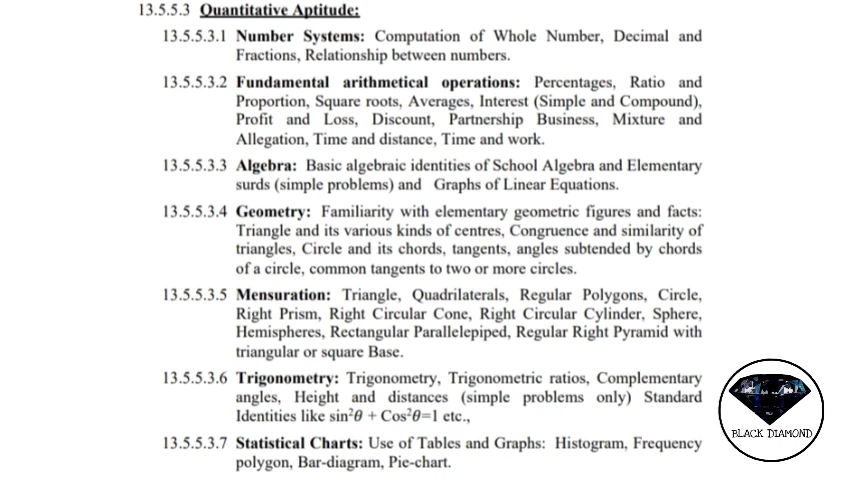 13.5.5.3 Quantitative Aptitude:
13.5.5.3.1 Number Systems: Computation of Whole Number, Decimal and
Fractions, Relationship between numbers.
13.5.5.3.2 Fundamental arithmetical operations: Percentages, Ratio and
Proportion, Square roots, Averages, Interest (Simple and Compound),
Profit and Loss, Discount, Partnership Business, Mixture and
Allegation, Time and distance, Time and work.
13.5.5.3.3 Algebra: Basic algebraic identities of School Algebra and Elementary
surds (simple problems) and Graphs of Linear Equations.
13.5.5.3.4 Geometry: Familiarity with elementary geometric figures and facts:
Triangle and its various kinds of centres, Congruence and similarity of
triangles, Circle and its chords, tangents, angles subtended by chords
of a circle, common tangents to two or more circles.
13.5.5.3.5 Mensuration: Triangle, Quadrilaterals, Regular Polygons, Circle,
Right Prism, Right Circular Cone, Right Circular Cylinder, Sphere,
Hemispheres, Rectangular Parallelepiped, Regular Right Pyramid with
triangular or square Base.
13.5.5.3.6 Trigonometry: Trigonometry, Trigonometric ratios, Complementary
angles, Height and distances (simple problems only) Standard
Identities like sin²θ + Cos²θ=1 etc.,
13.5.5.3.7 Statistical Charts: Use of Tables and Graphs: Histogram, Frequency
polygon, Bar-diagram, Pie-chart.
BLACK DIAMOND